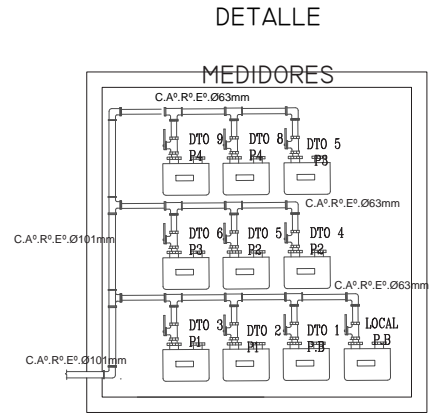 DETALLE
MEDIDORES
C.Aº.Rº.Eº.Ø63mm
DTO 9
P4
DTO 8
P4
DTO 5
P3
C.Aº.Rº.Eº.Ø63mm
C.Aº.Rº.Eº.Ø101mm
DTO 6
P3
DTO 5
P2
DTO 4
P2
C.Aº.Rº.Eº.Ø63mm
DTO 3
P1
DTO 2
P1
DTO 1
P.B
LOCAL
P.B
C.Aº.Rº.Eº.Ø101mm